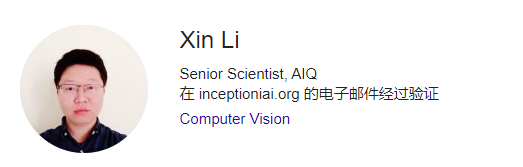 Xin Li
Senior Scientist, AIQ
在 inceptioniai.org 的电子邮件经过验证
Computer Vision